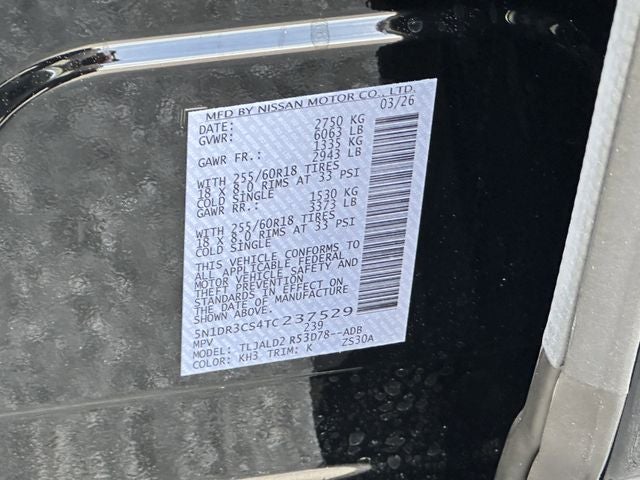 MFD BY NISSAN MOTOR CO., LTD.
DATE: 03/26
GVWR: 2750 KG
6063 LB
GAWR FR.: 1335 KG
2943 LB
WITH 255/60R18 TIRES
18 X 8.0 RIMS AT 33 PSI
COLD SINGLE
GAWR RR.: 1530 KG
3373 LB
WITH 255/60R18 TIRES
18 X 8.0 RIMS AT 33 PSI
COLD SINGLE
THIS VEHICLE CONFORMS TO
ALL APPLICABLE FEDERAL
MOTOR VEHICLE SAFETY AND
THEFT PREVENTION
STANDARDS IN EFFECT ON
THE DATE OF MANUFACTURE
5N1DR3CS4TC237529
MPV 239
MODEL: TLJALD2 R53D78--ADB
COLOR: KH3 TRIM: K ZS30A